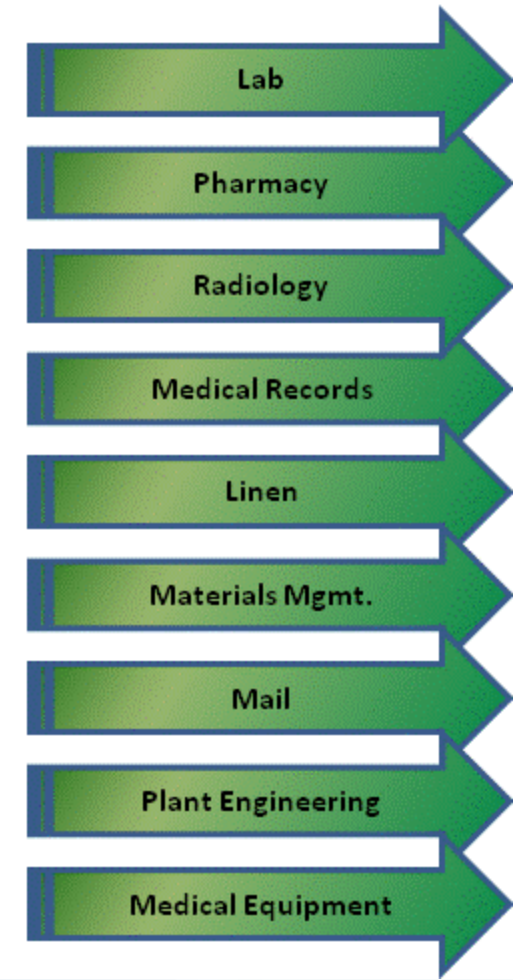 Lab
Pharmacy
Radiology
Medical Records
Linen
Materials Mgmt.
Mail
Plant Engineering
Medical Equipment